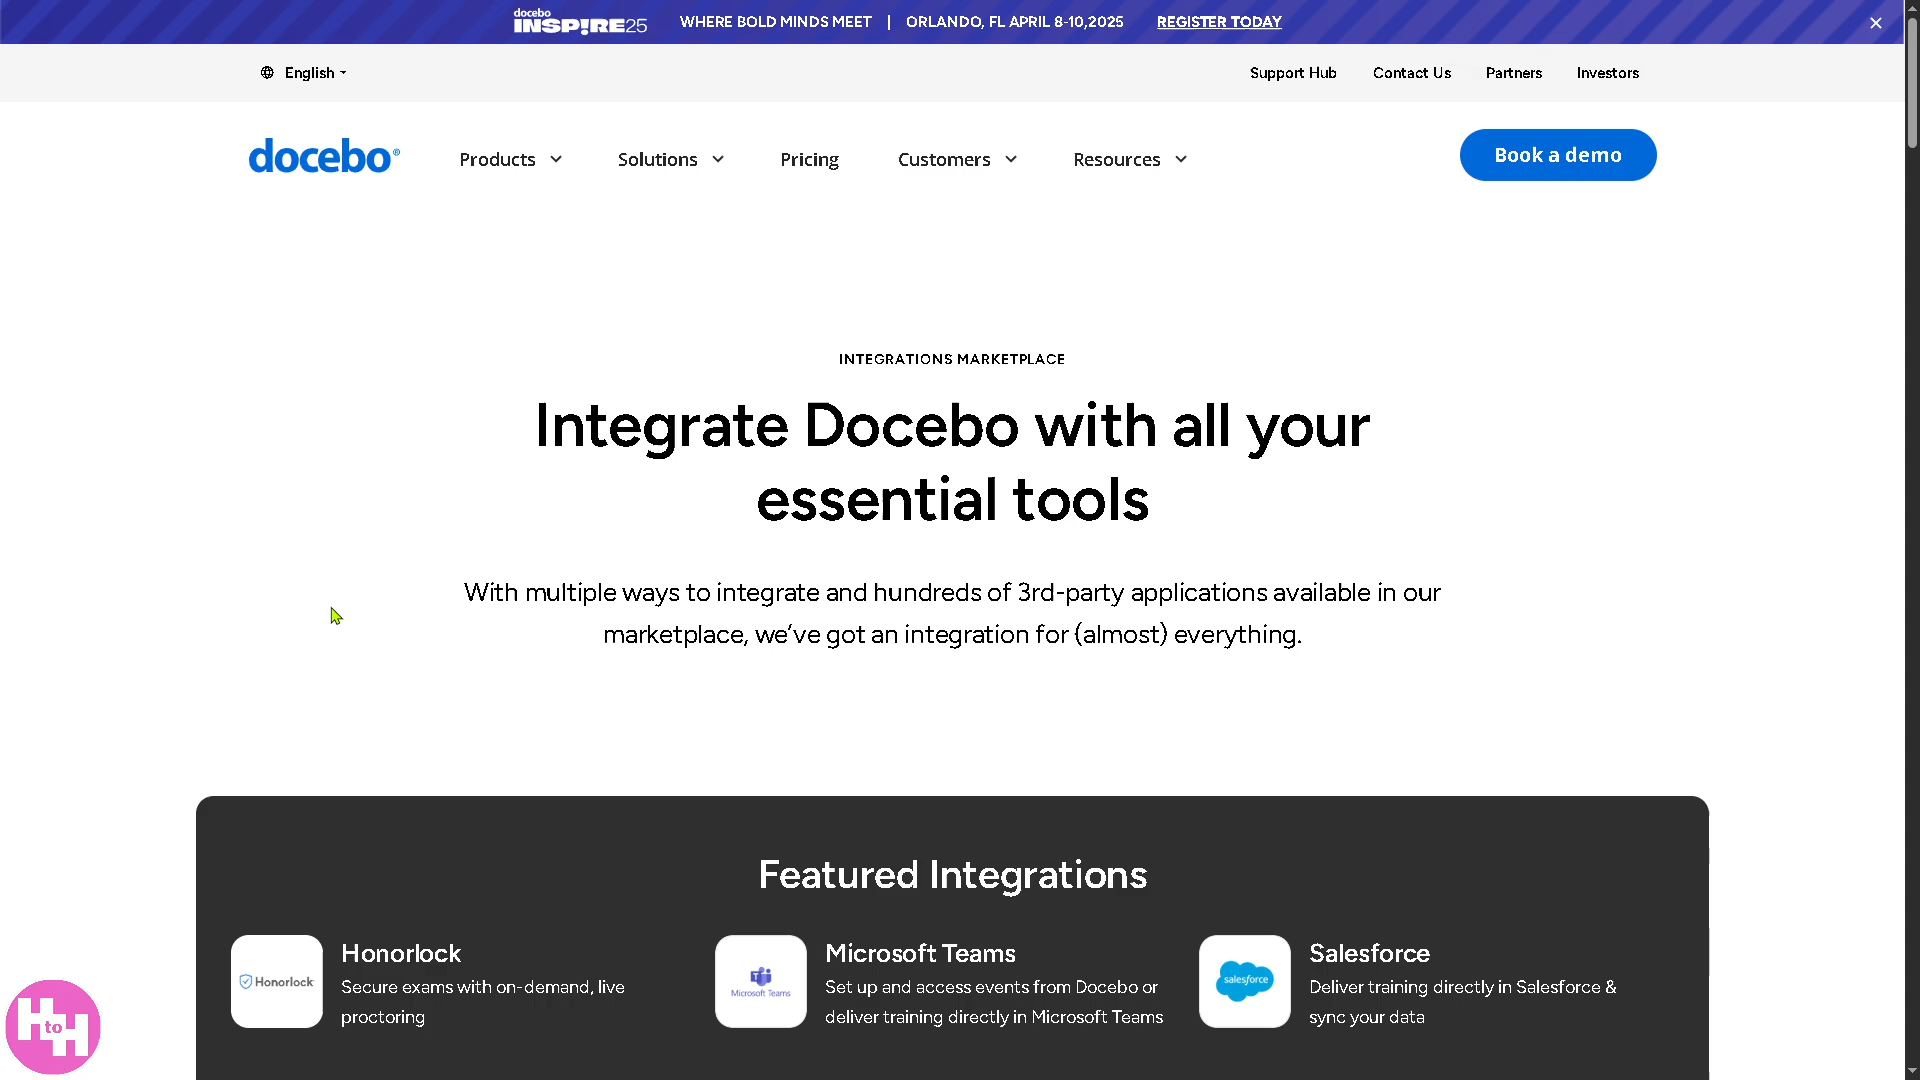 docebo
INSP!RE25 WHERE BOLD MINDS MEET | ORLANDO, FL APRIL 8-10,2025 REGISTER TODAY
English
Support Hub Contact Us Partners Investors
docebo®
Products Solutions Pricing Customers Resources
Book a demo
INTEGRATIONS MARKETPLACE
Integrate Docebo with all your
essential tools
With multiple ways to integrate and hundreds of 3rd-party applications available in our
marketplace, we’ve got an integration for (almost) everything.
Featured Integrations
Honorlock
Honorlock
Secure exams with on-demand, live
proctoring
Microsoft Teams
Microsoft Teams
Set up and access events from Docebo or
deliver training directly in Microsoft Teams
salesforce
Salesforce
Deliver training directly in Salesforce &
sync your data
H to H